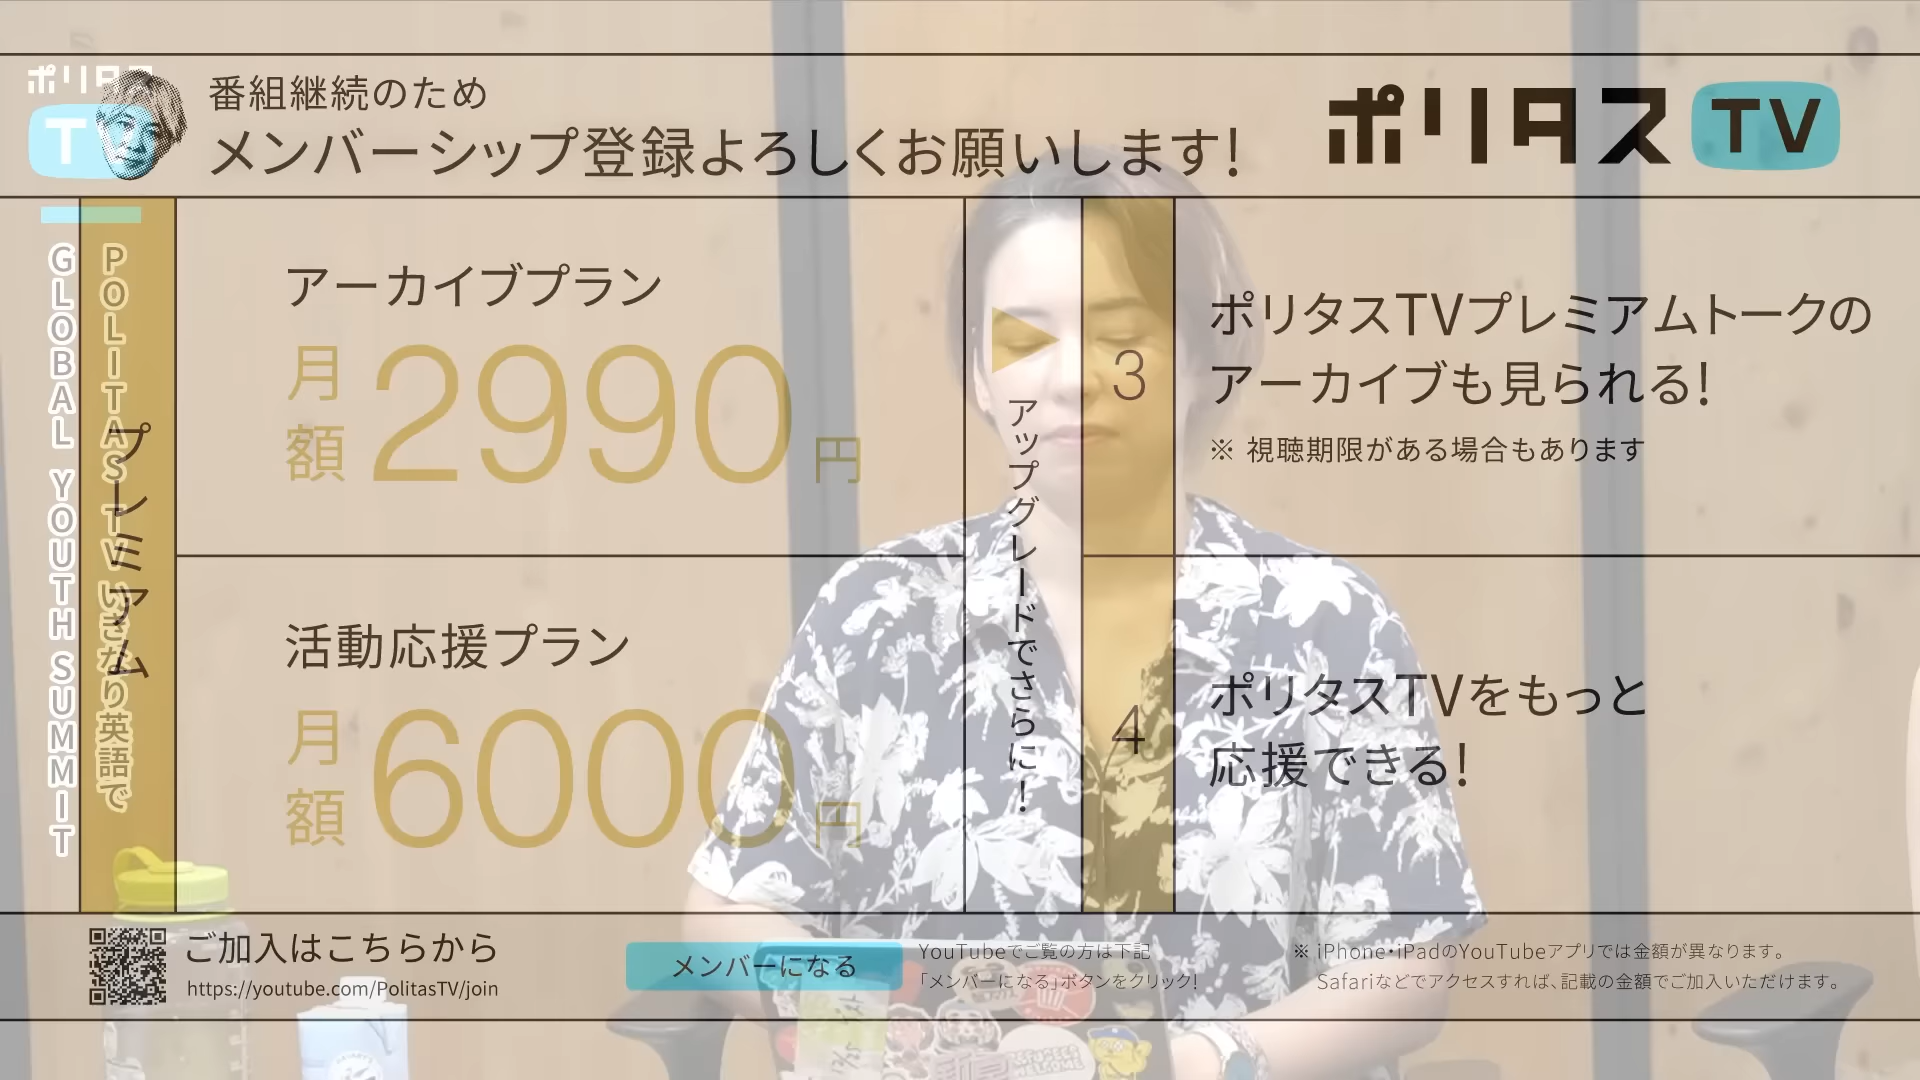 ポリタス
TV
番組継続のため
メンバーシップ登録よろしくお願いします!
ポリタスTV
GLOBAL YOUTH SUMMIT
POLITAS TV いきなり英語で
プレミアム
アーカイブプラン
月額2990円
アップグレードでさらに!
3
ポリタスTVプレミアムトークの
アーカイブも見られる!
※ 視聴期限がある場合もあります
活動応援プラン
月額6000円
4
ポリタスTVをもっと
応援できる!
ご加入はこちらから
https://youtube.com/PolitasTV/join
メンバーになる
YouTubeでご覧の方は下記
「メンバーになる」ボタンをクリック!
※ iPhone・iPadのYouTubeアプリでは金額が異なります。
Safariなどでアクセスすれば、記載の金額でご加入いただけます。
REFUGEES
WELCOME